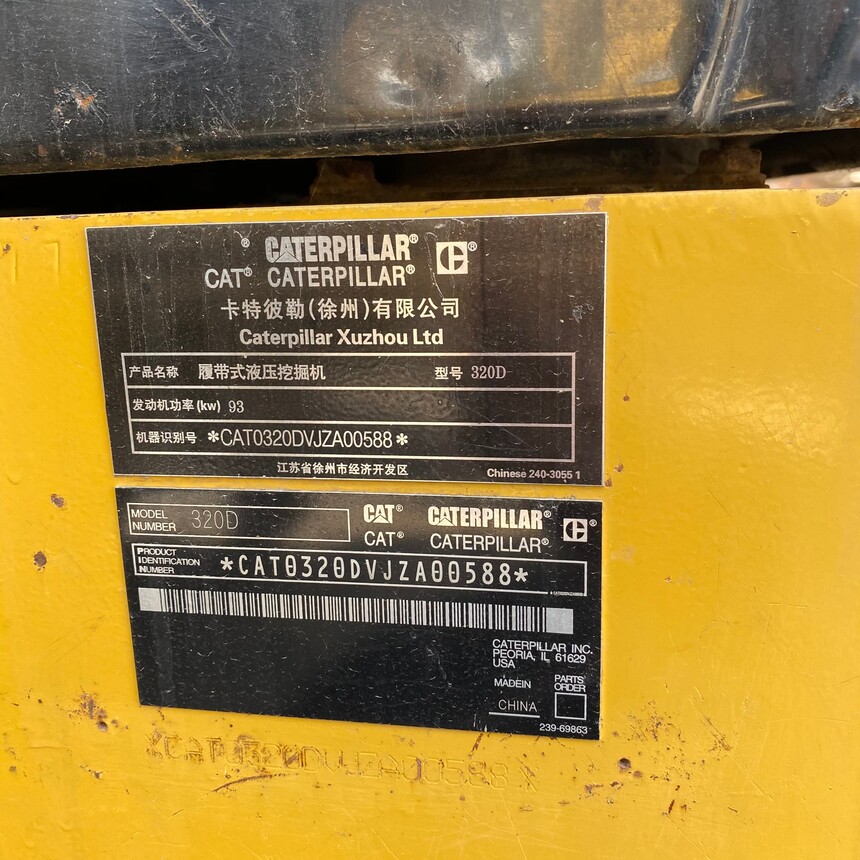 ® CATERPILLAR®
CAT® CATERPILLAR® ®
卡特彼勒(徐州)有限公司
Caterpillar Xuzhou Ltd
产品名称 履带式液压挖掘机 型号 320D
发动机功率(kw) 93
机器识别号 *CAT0320DVJZA00588*
江苏省徐州市经济开发区 Chinese 240-3055 1
MODEL NUMBER 320D CAT® CATERPILLAR®
CAT® CATERPILLAR® ®
PRODUCT IDENTIFICATION NUMBER *CAT0320DVJZA00588*
CATERPILLAR INC.
PEORIA, IL 61629
USA
MADEIN PARTS ORDER
CHINA
239-69863
*CAT0320DVJZA00588*